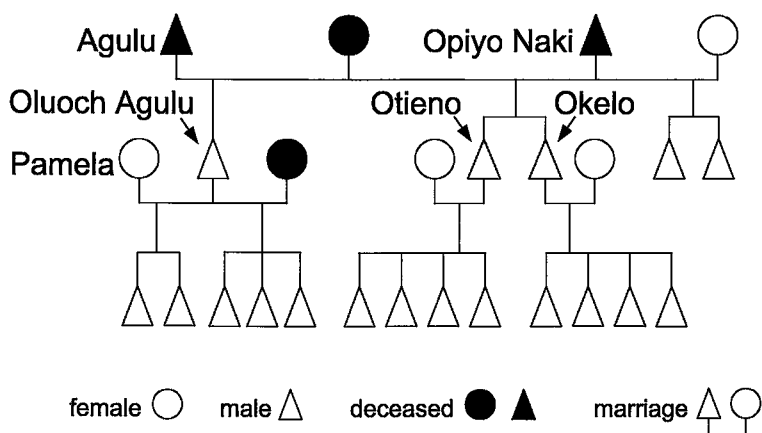 Agulu
Opiyo Naki
Oluoch Agulu
Otieno
Okelo
Pamela
female
male
deceased
marriage